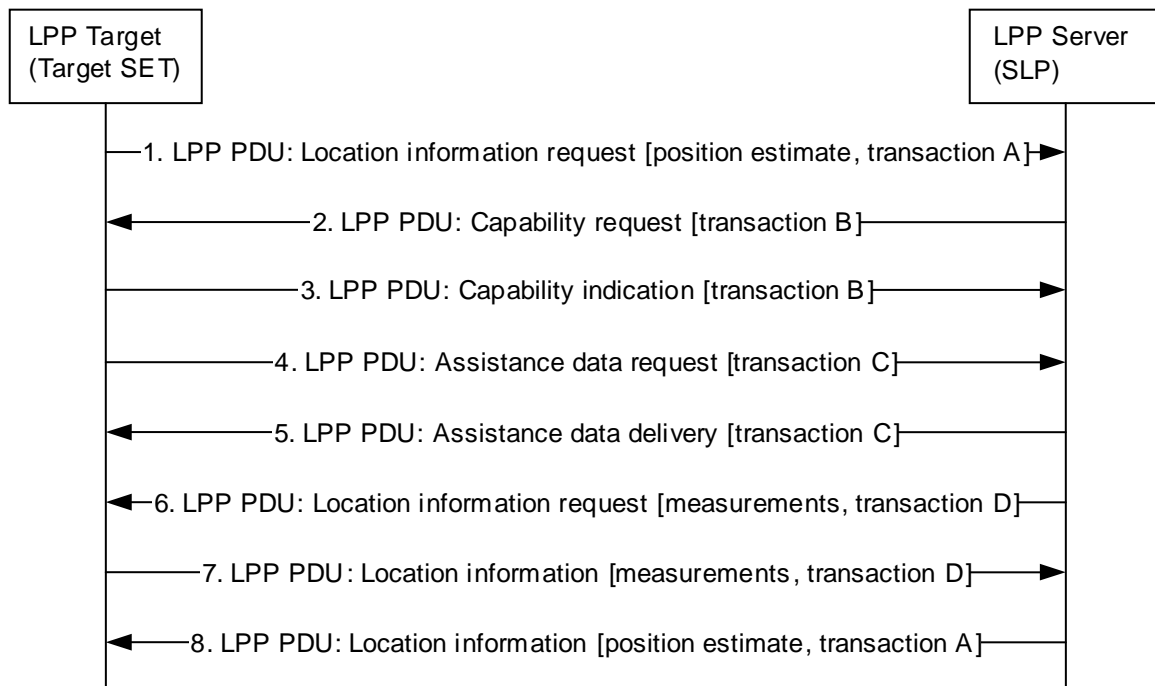 LPP Target
(Target SET)
LPP Server
(SLP)
1. LPP PDU: Location information request [position estimate, transaction A]
2. LPP PDU: Capability request [transaction B]
3. LPP PDU: Capability indication [transaction B]
4. LPP PDU: Assistance data request [transaction C]
5. LPP PDU: Assistance data delivery [transaction C]
6. LPP PDU: Location information request [measurements, transaction D]
7. LPP PDU: Location information [measurements, transaction D]
8. LPP PDU: Location information [position estimate, transaction A]